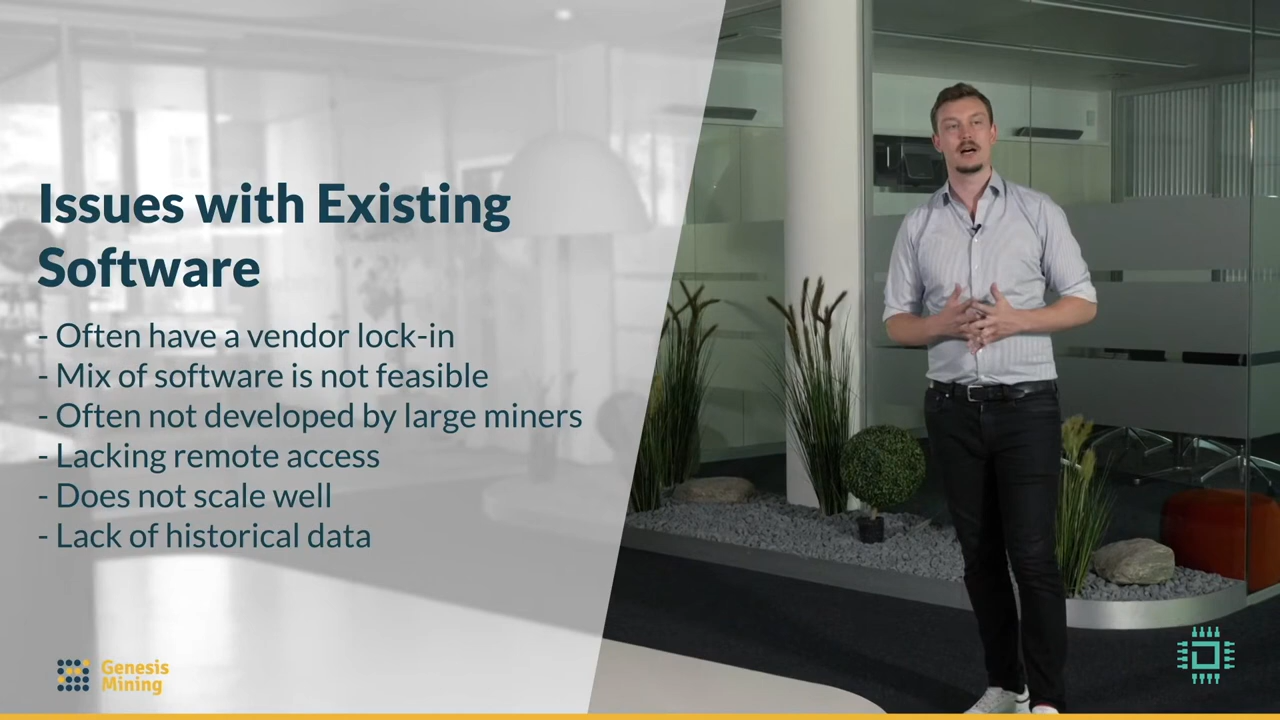 Issues with Existing
Software
- Often have a vendor lock-in
- Mix of software is not feasible
- Often not developed by large miners
- Lacking remote access
- Does not scale well
- Lack of historical data
Genesis
Mining